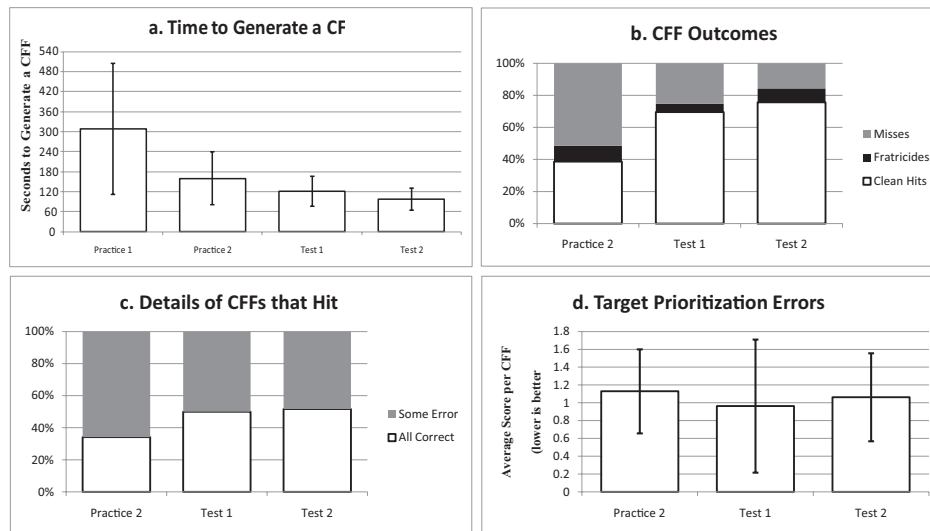 a. Time to Generate a CF
Seconds to Generate a CFF
540
480
420
360
300
240
180
120
60
0
Practice 1
Practice 2
Test 1
Test 2
b. CFF Outcomes
100%
80%
60%
40%
20%
0%
Misses
Fratricides
Clean Hits
Practice 2
Test 1
Test 2
c. Details of CFFs that Hit
100%
80%
60%
40%
20%
0%
Some Error
All Correct
Practice 2
Test 1
Test 2
d. Target Prioritization Errors
Average Score per CFF
(lower is better
1.8
1.6
1.4
1.2
1
0.8
0.6
0.4
0.2
0
Practice 2
Test 1
Test 2